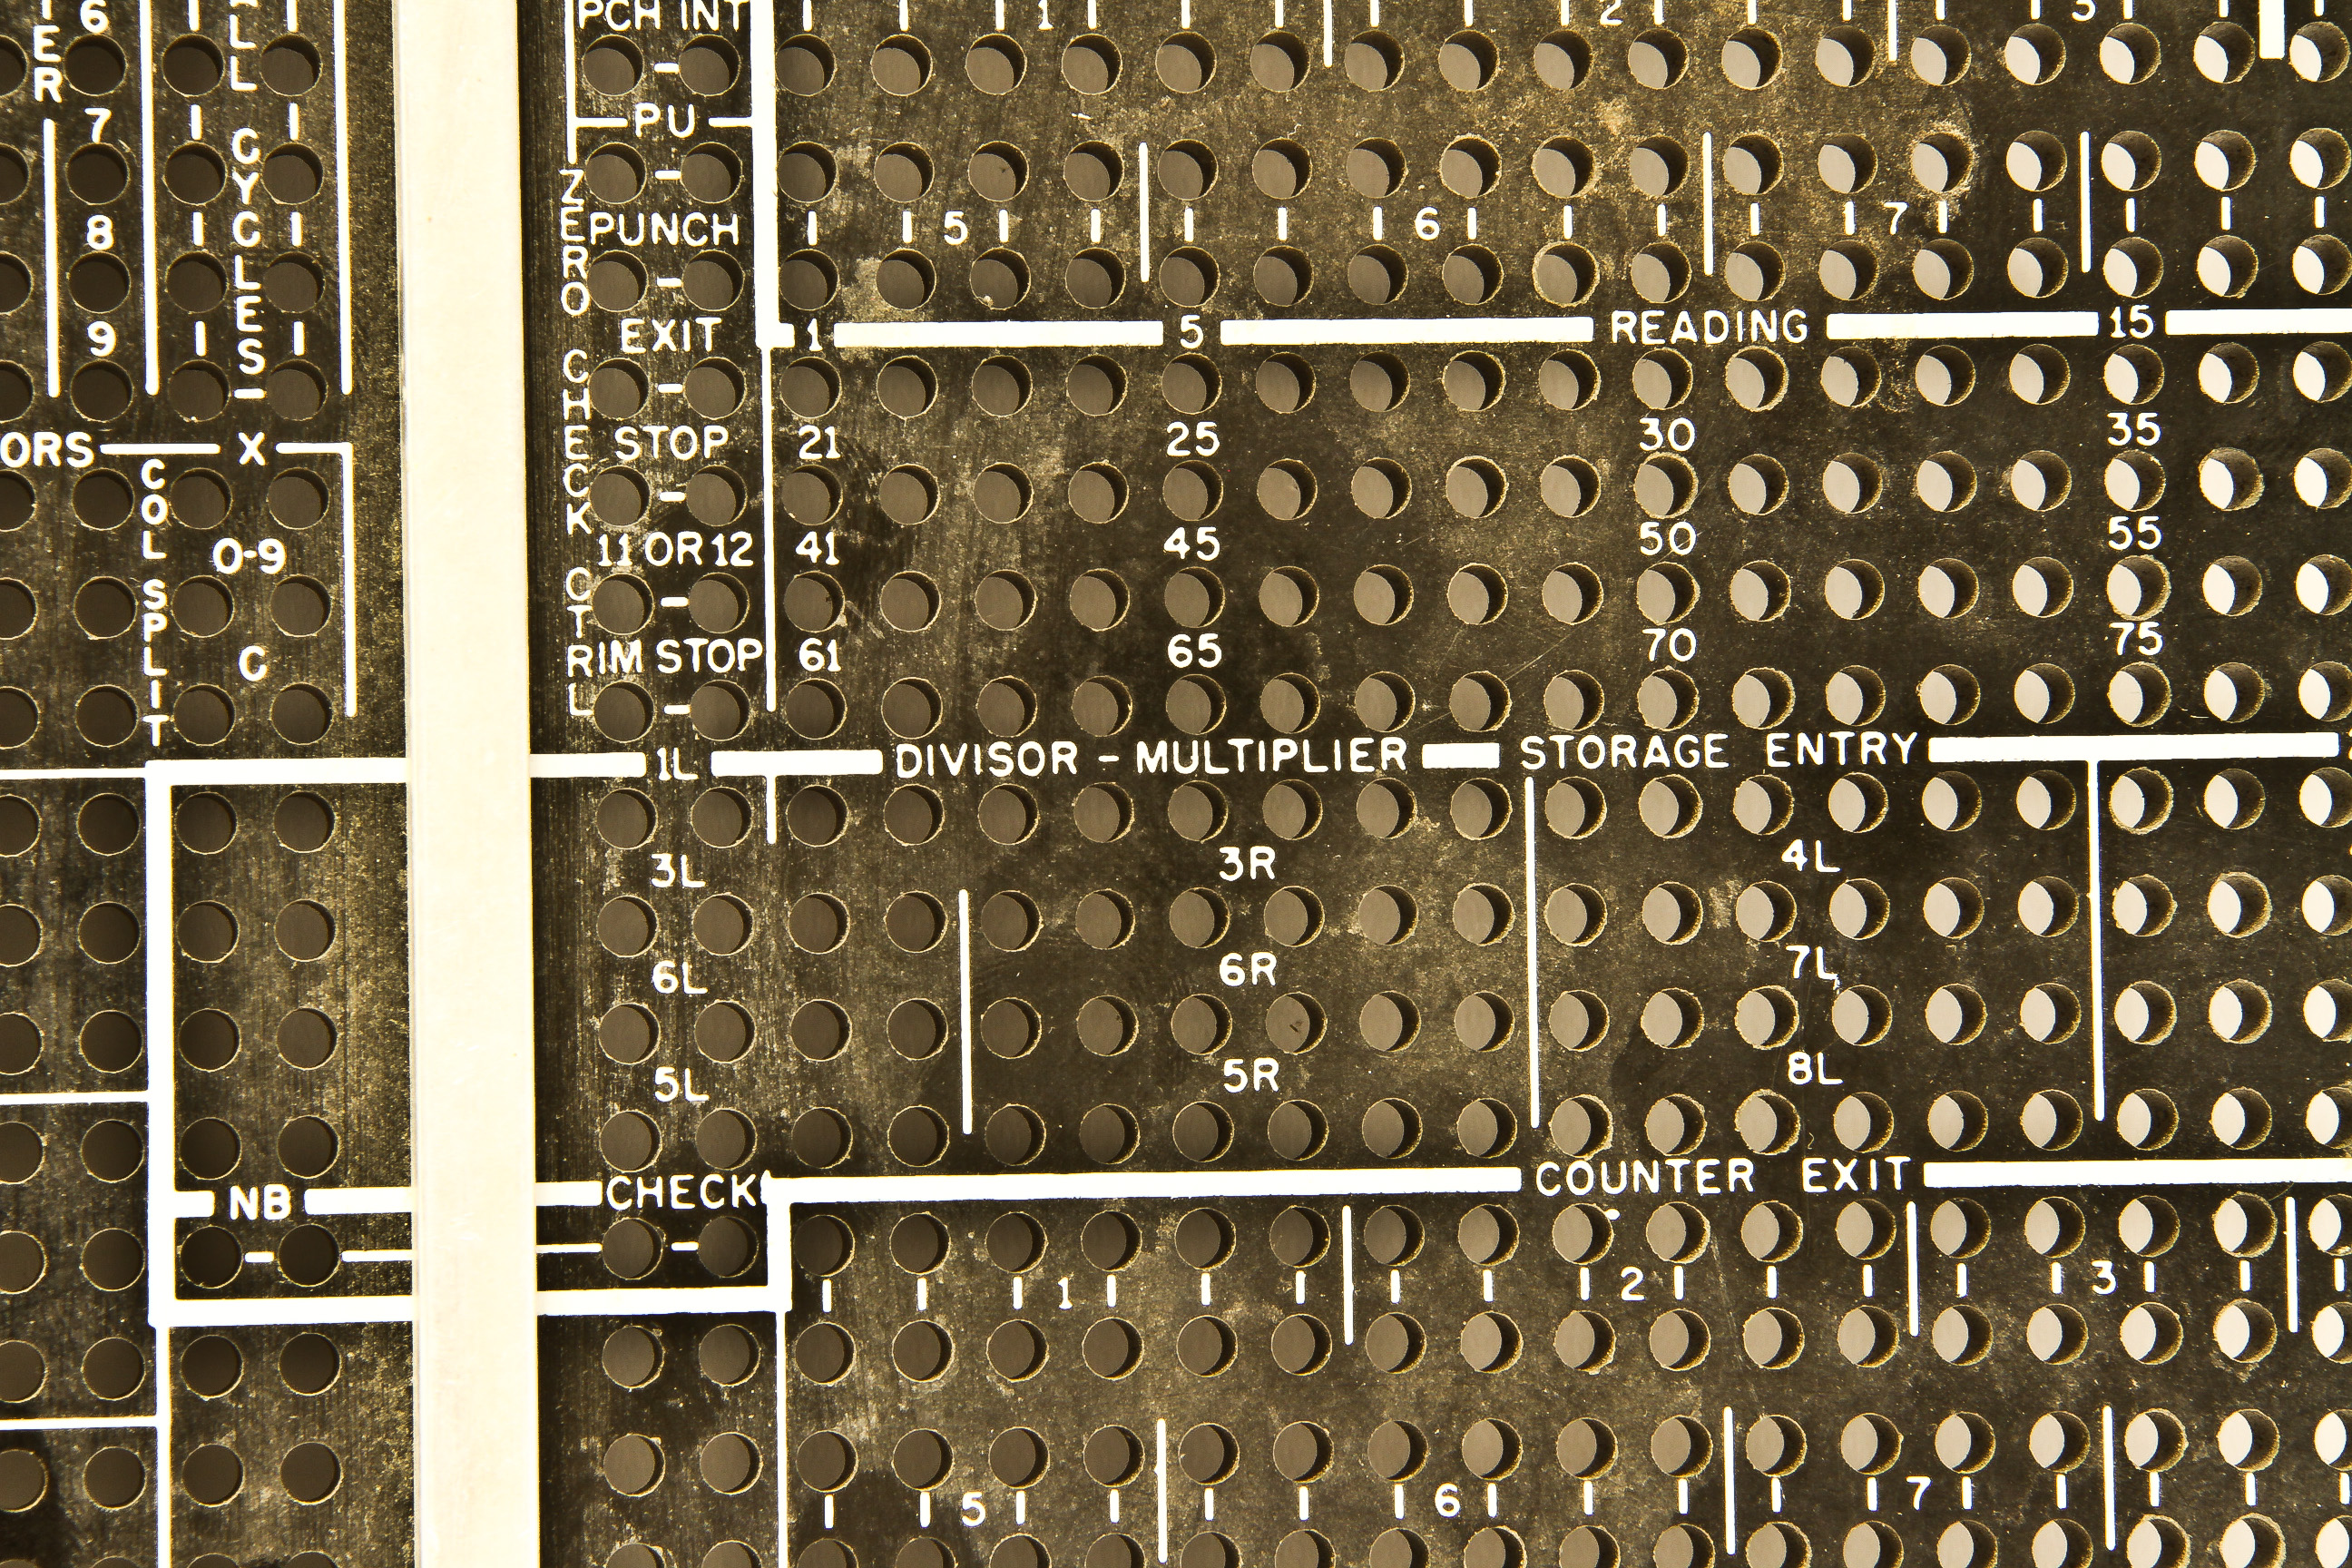 6
PCH INT
1
2
3
ER
ALL CYCLES
7
PU
8
ZERO CHECK CTRL
PUNCH
5
6
7
9
EXIT
1
5
READING
15
ORS
X
STOP
21
25
30
35
COL SPLIT
0-9
11 OR 12
41
45
50
55
C
RIM STOP
61
65
70
75
1L
DIVISOR - MULTIPLIER
STORAGE ENTRY
3L
3R
4L
6L
6R
7L
5L
5R
8L
NB
CHECK
COUNTER EXIT
1
2
3
5
6
7